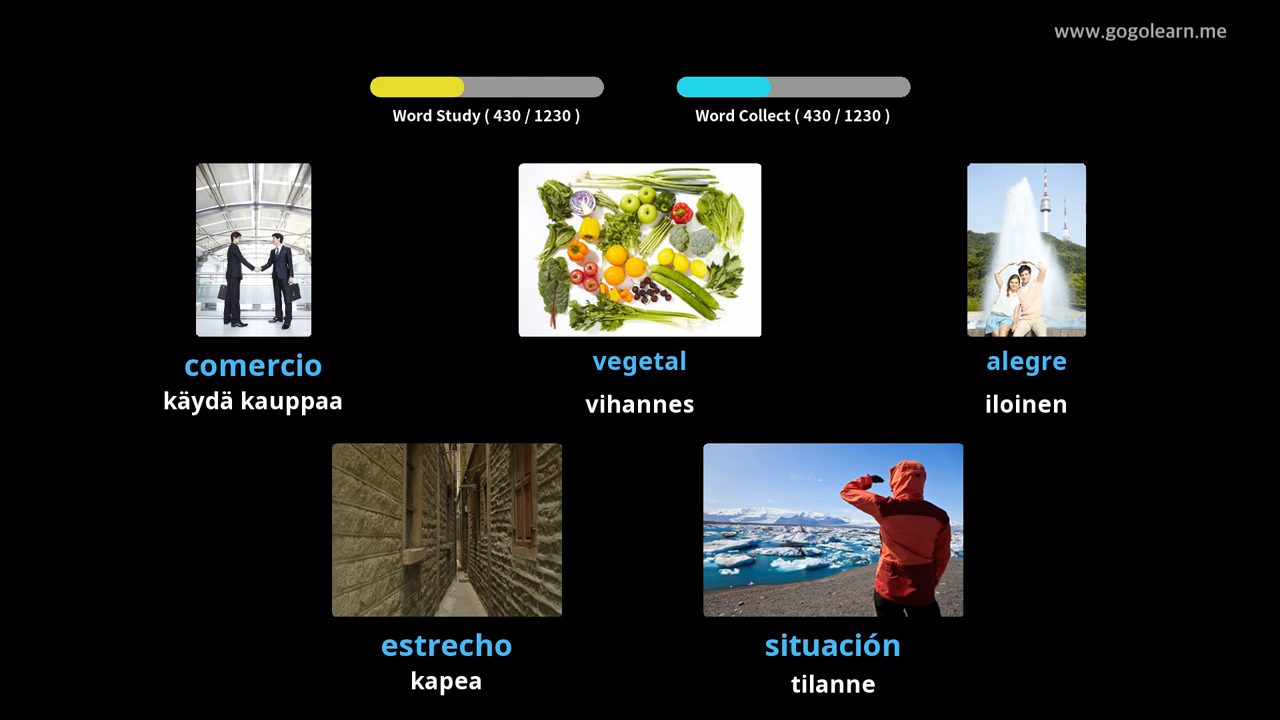 www.gogolearn.me
Word Study ( 430 / 1230 )
Word Collect ( 430 / 1230 )
comercio
käydä kauppaa
vegetal
vihannes
alegre
iloinen
estrecho
kapea
situación
tilanne